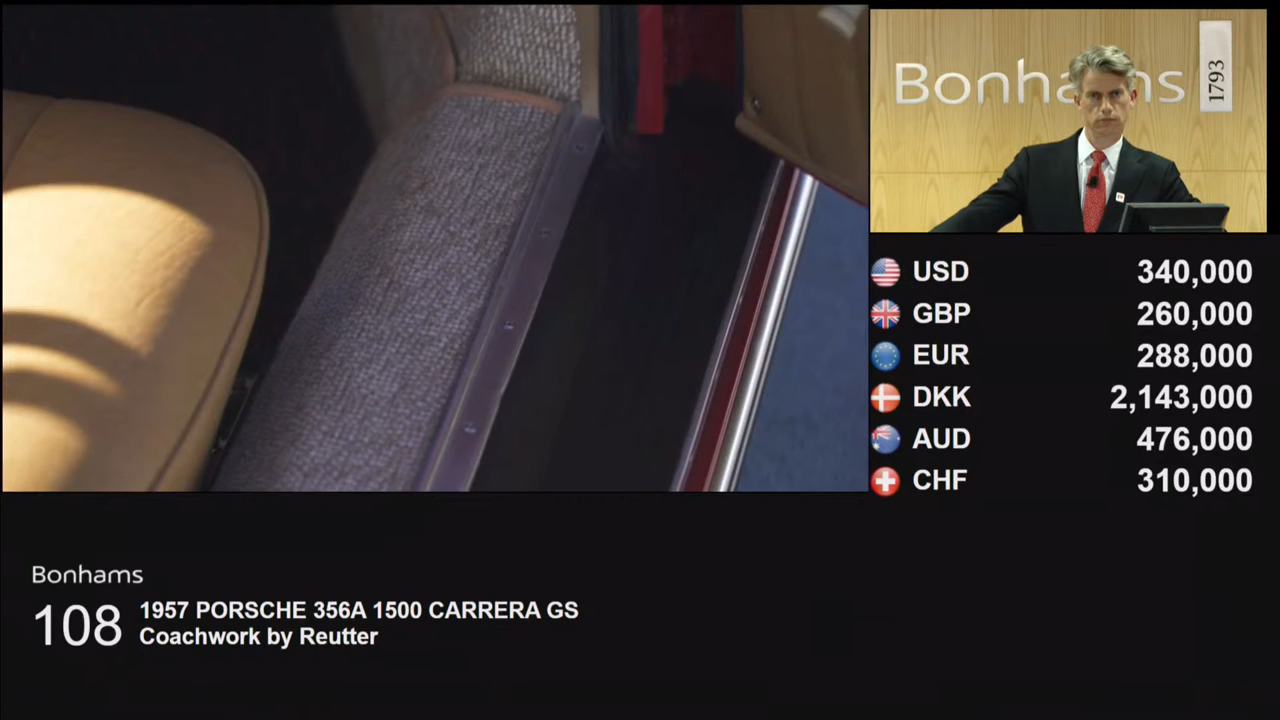 Bonhams
1793
USD 340,000
GBP 260,000
EUR 288,000
DKK 2,143,000
AUD 476,000
CHF 310,000
Bonhams
108
1957 PORSCHE 356A 1500 CARRERA GS
Coachwork by Reutter